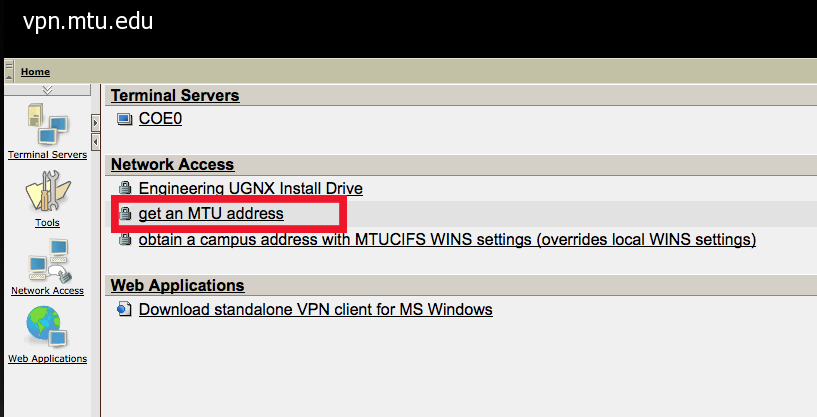 vpn.mtu.edu
Home
Terminal Servers
Tools
Network Access
Web Applications
Terminal Servers
COE0
Network Access
Engineering UGNX Install Drive
get an MTU address
obtain a campus address with MTUCIFS WINS settings (overrides local WINS settings)
Web Applications
Download standalone VPN client for MS Windows